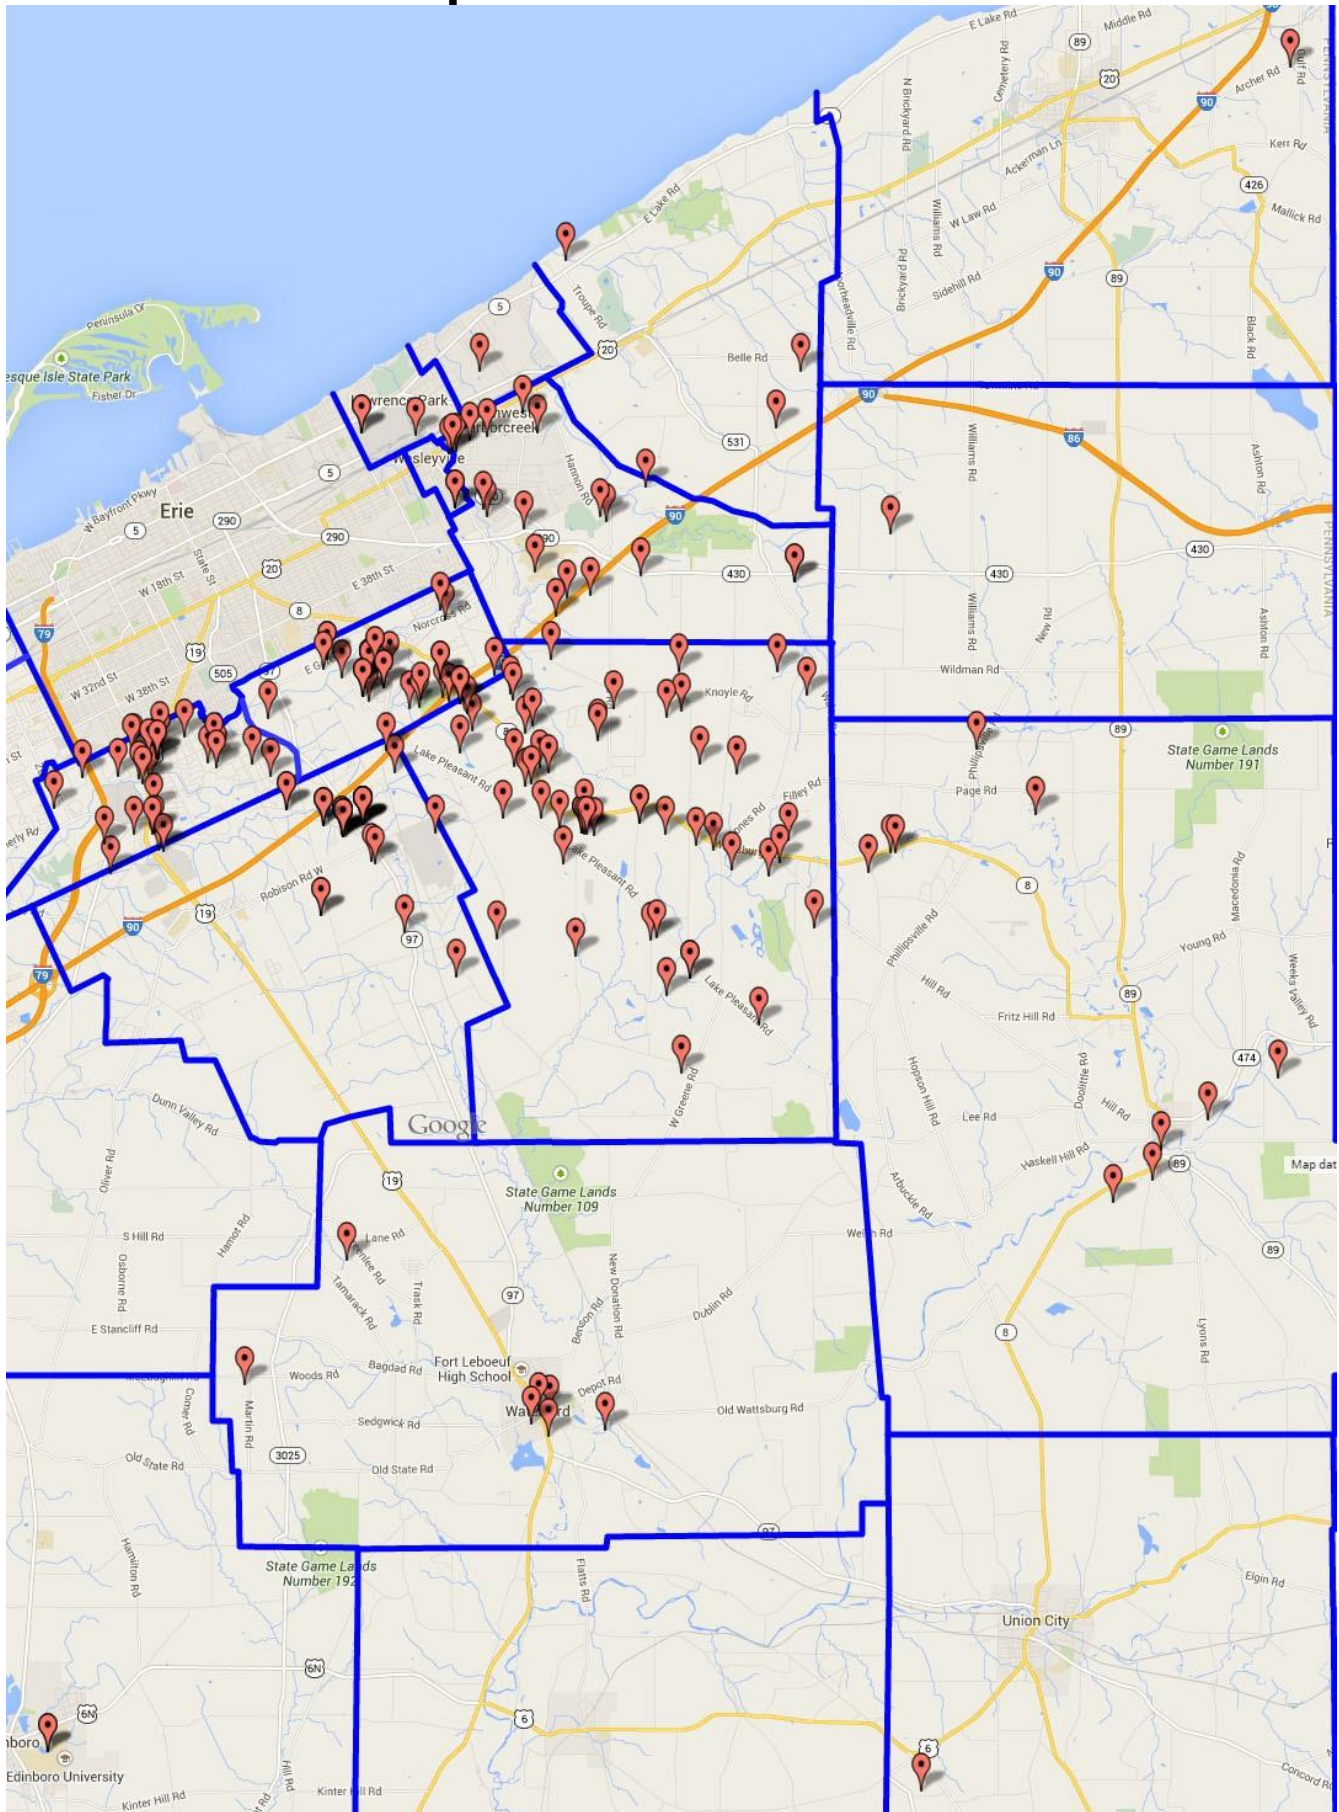 E Lake Rd
Middle Rd
89
20
Archer Rd
Gulf Rd
PENNSYLVANIA
90
N Brickyard Rd
Cemetery Rd
Ackerman Ln
Kerr Rd
426
Mallick Rd
E Lake Rd
Williams Rd
W Law Rd
Brickyard Rd
Sidehill Rd
90
89
Peninsula Dr
5
Troupe Rd
Black Rd
20
Belle Rd
esque Isle State Park
Fisher Dr
90
531
86
Williams Rd
Ashton Rd
Hannon Rd
5
W Bayfront Pkwy
Erie
290
5
290
90
430
PENNSYLVANIA
State St
W 18th St
20
E 38th St
430
430
8
Norcross Rd
Williams Rd
New Rd
Ashton Rd
79
19
505
W 32nd St
W 38th St
Wildman Rd
Knoyle Rd
89
State Game Lands
Number 191
Lake Pleasant Rd
Phillipsville Rd
Page Rd
Filley Rd
8
Macedonia Rd
Robison Rd W
19
90
97
Phillipsville Rd
Young Rd
Weeks Valley Rd
79
Hill Rd
89
Lake Pleasant Rd
Fritz Hill Rd
474
Doolittle Rd
Hopson Hill Rd
Hill Rd
Dunn Valley Rd
Google
W Greene Rd
Lee Rd
Haskell Hill Rd
89
Map dat
Oliver Rd
19
State Game Lands
Number 109
Arbuckle Rd
S Hill Rd
Hamot Rd
Lane Rd
89
Osborne Rd
Tamarack Rd
Trask Rd
97
New Donation Rd
Benson Rd
Dublin Rd
E Stancliff Rd
8
Lyons Rd
Fort Leboeuf
High School
Bagdad Rd
Woods Rd
Depot Rd
Comer Rd
Martin Rd
Sedgwick Rd
Old Wattsburg Rd
3025
Old State Rd
Old State Rd
97
Hamilton Rd
State Game Lands
Number 192
Flatts Rd
Elgin Rd
Union City
6N
6N
6
6
Edinboro University
Hill Rd
Kinter Hill Rd
Kinter Hill Rd
Concord Rd